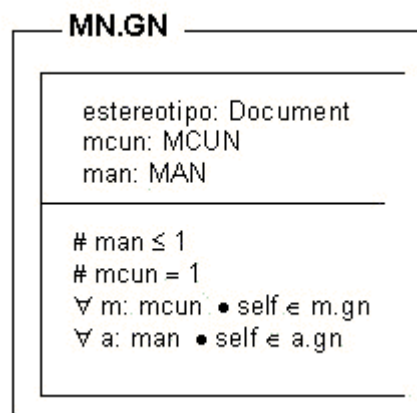 MN.GN
estereotipo: Document
mcun: MCUN
man: MAN
# man ≤ 1
# mcun = 1
∀ m: mcun • self ∈ m.gn
∀ a: man • self ∈ a.gn